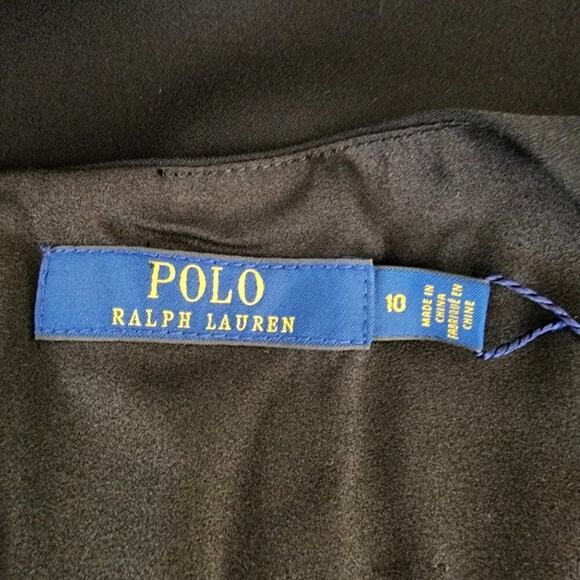 POLO
RALPH LAUREN
10
MADE IN
CHINA
FABRIQUÉ EN
CHINE